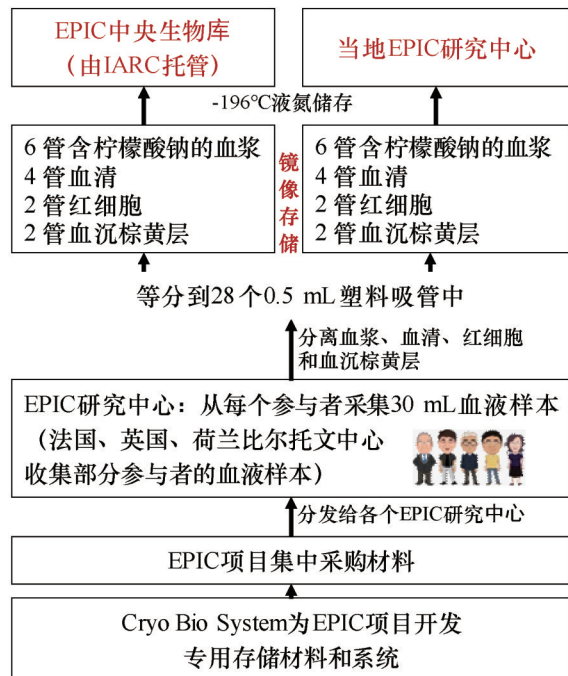 EPIC中央生物库
（由IARC托管）
当地EPIC研究中心
-196℃液氮储存
6 管含柠檬酸钠的血浆
4 管血清
2 管红细胞
2 管血沉棕黄层
镜像存储
6 管含柠檬酸钠的血浆
4 管血清
2 管红细胞
2 管血沉棕黄层
等分到28个0.5 mL塑料吸管中
分离血浆、血清、红细胞
和血沉棕黄层
EPIC研究中心：从每个参与者采集30 mL血液样本
（法国、英国、荷兰比尔托文中心
收集部分参与者的血液样本）
分发给各个EPIC研究中心
EPIC项目集中采购材料
Cryo Bio System为EPIC项目开发
专用存储材料和系统